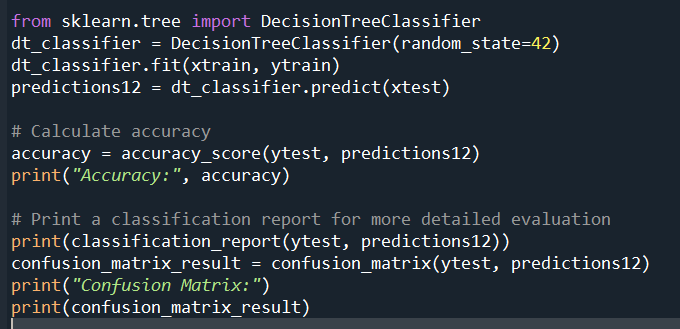 from sklearn.tree import DecisionTreeClassifier
dt_classifier = DecisionTreeClassifier(random_state=42)
dt_classifier.fit(xtrain, ytrain)
predictions12 = dt_classifier.predict(xtest)

# Calculate accuracy
accuracy = accuracy_score(ytest, predictions12)
print("Accuracy:", accuracy)

# Print a classification report for more detailed evaluation
print(classification_report(ytest, predictions12))
confusion_matrix_result = confusion_matrix(ytest, predictions12)
print("Confusion Matrix:")
print(confusion_matrix_result)